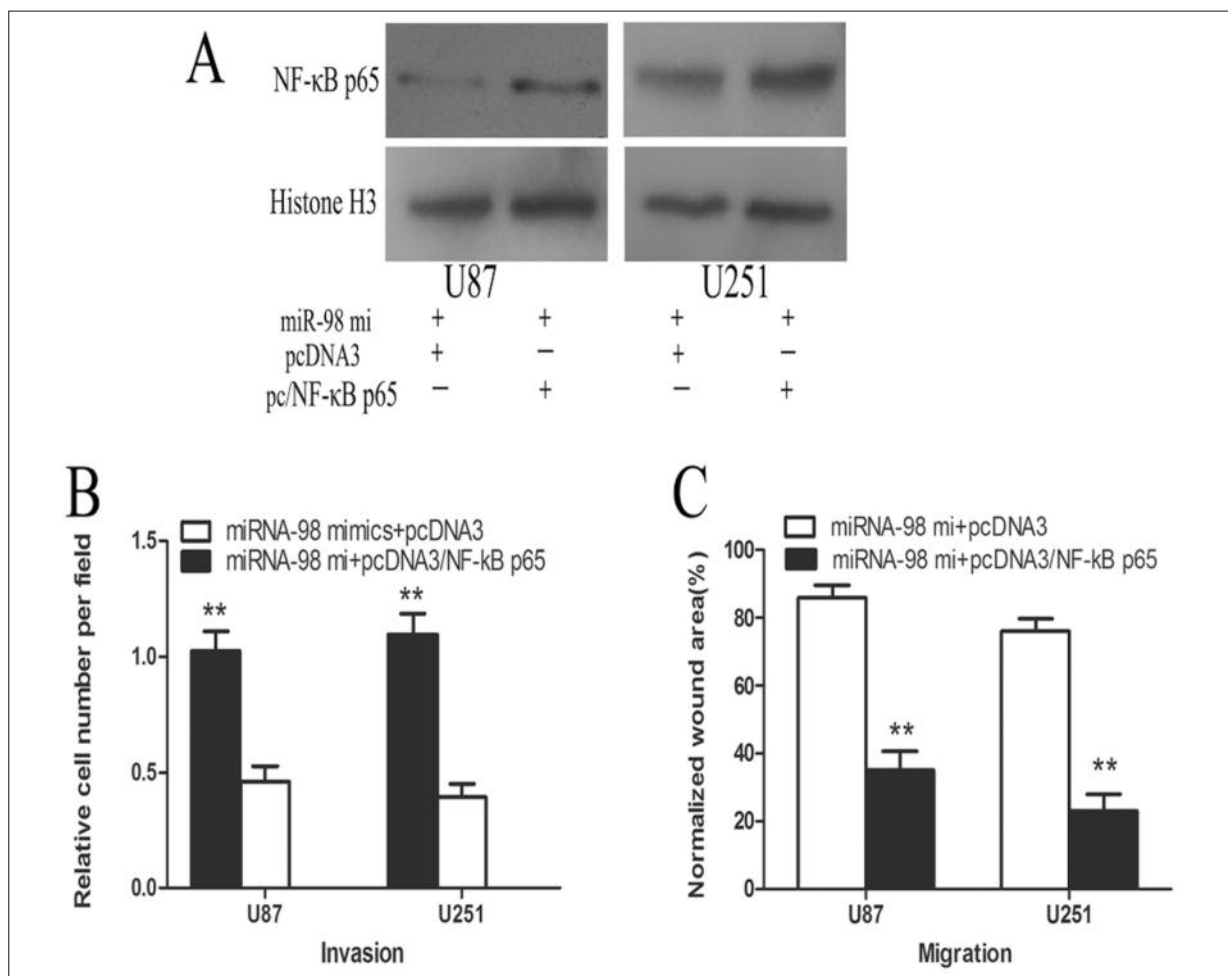 A
NF-κB p65
Histone H3
U87 U251
miR-98 mi + + + +
pcDNA3 + − + −
pc/NF-κB p65 − + − +
B
miRNA-98 mimics+pcDNA3
miRNA-98 mi+pcDNA3/NF-kB p65
Relative cell number per field
1.5
1.0
0.5
0.0
** **
U87 U251
Invasion
C
miRNA-98 mi+pcDNA3
miRNA-98 mi+pcDNA3/NF-kB p65
Normalized wound area(%)
100
80
60
40
20
0
** **
U87 U251
Migration